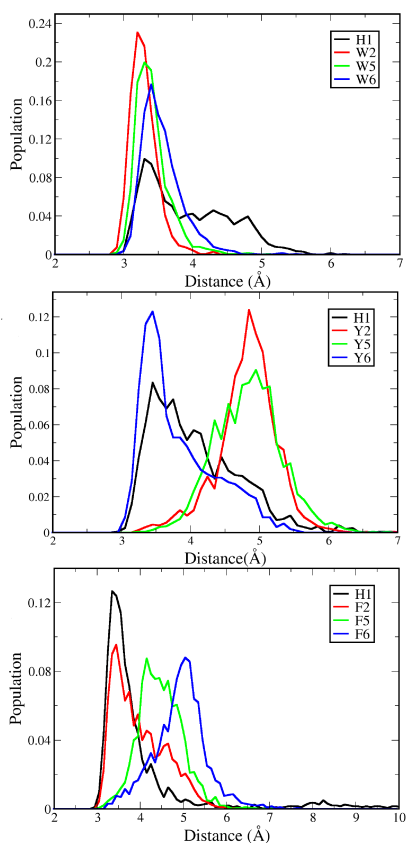 0.24
0.2
0.16
0.12
0.08
0.04
0
Population
H1
W2
W5
W6
2 3 4 5 6 7
Distance (Å)
0.12
0.1
0.08
0.06
0.04
0.02
0
Population
H1
Y2
Y5
Y6
2 3 4 5 6 7
Distance(Å)
0.12
0.08
0.04
0.00
Population
H1
F2
F5
F6
2 3 4 5 6 7 8 9 10
Distance (Å)